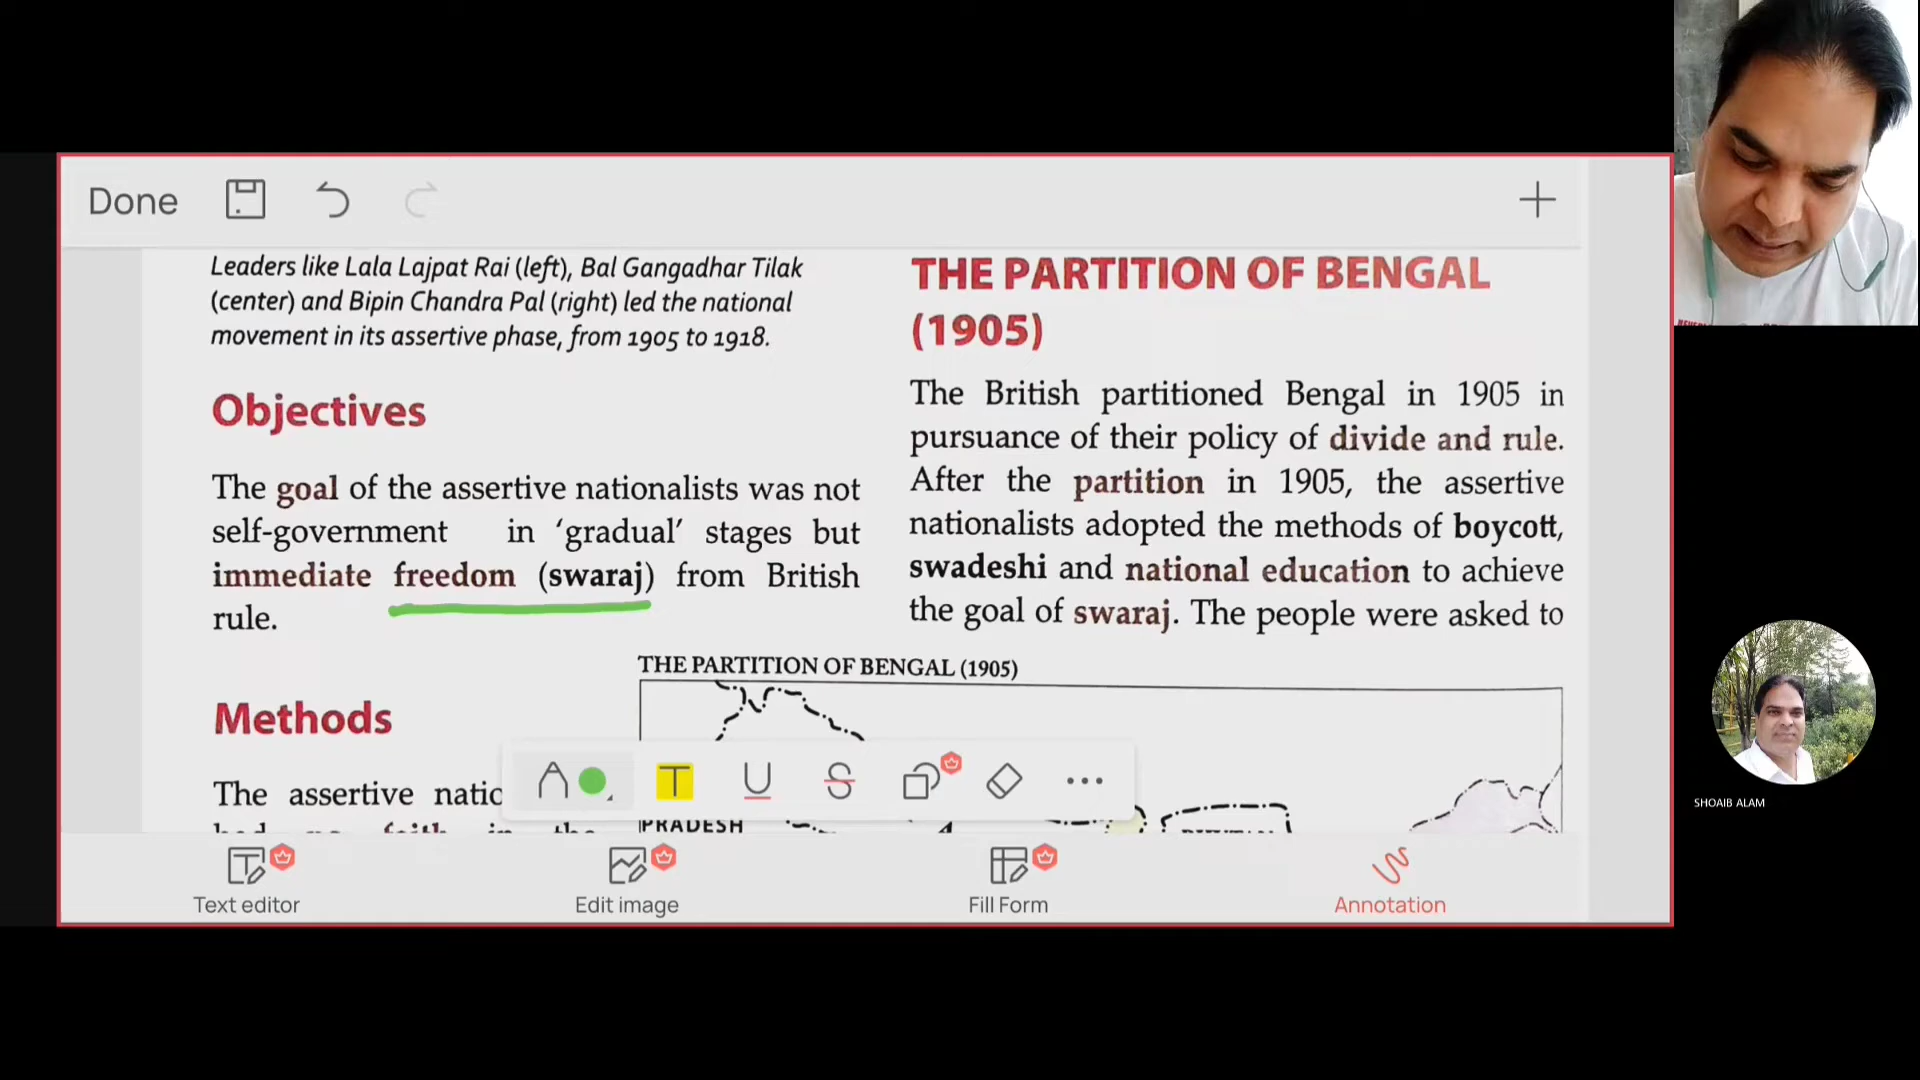 Done
Leaders like Lala Lajpat Rai (left), Bal Gangadhar Tilak
(center) and Bipin Chandra Pal (right) led the national
movement in its assertive phase, from 1905 to 1918.
Objectives
The goal of the assertive nationalists was not
self-government in ‘gradual’ stages but
immediate freedom (swaraj) from British
rule.
Methods
The assertive natio
THE PARTITION OF BENGAL
(1905)
The British partitioned Bengal in 1905 in
pursuance of their policy of divide and rule.
After the partition in 1905, the assertive
nationalists adopted the methods of boycott,
swadeshi and national education to achieve
the goal of swaraj. The people were asked to
THE PARTITION OF BENGAL (1905)
PRADESH
Text editor
Edit image
Fill Form
Annotation
SHOAIB ALAM